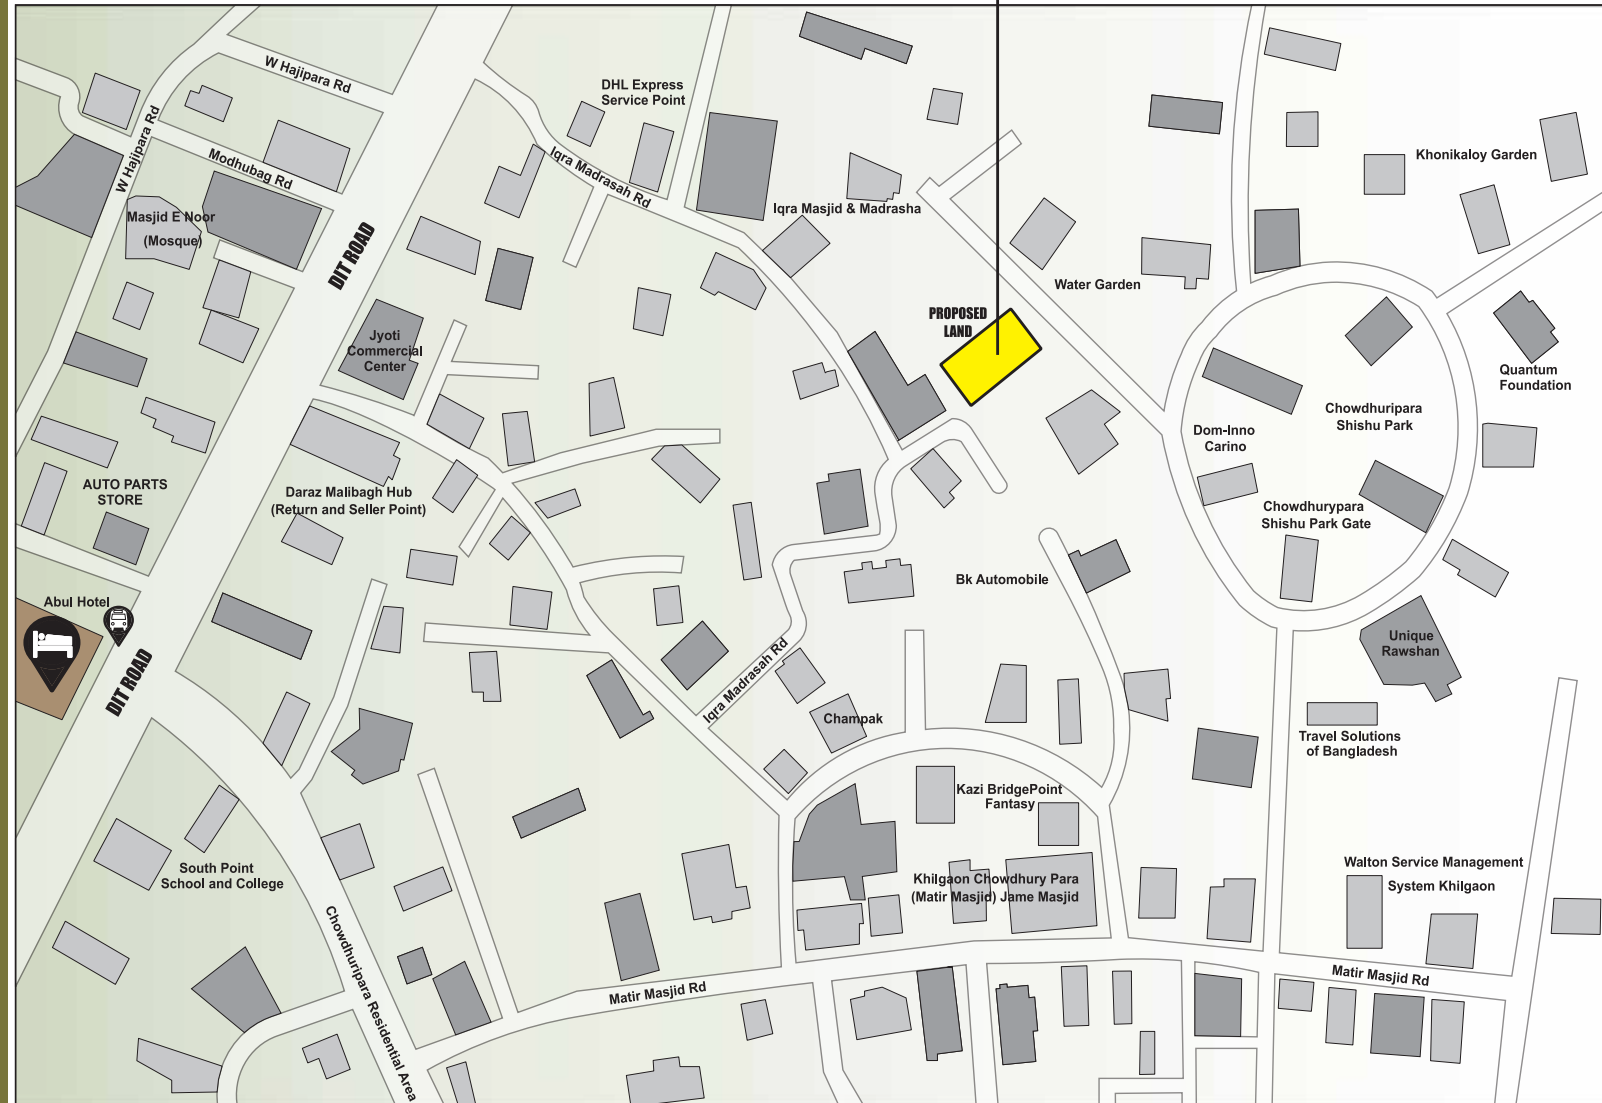 W Hajipara Rd
DHL Express
Service Point
W Hajipara Rd
Modhubag Rd
Iqra Madrasah Rd
Khonikaloy Garden
Masjid E Noor
(Mosque)
Iqra Masjid & Madrasha
DIT ROAD
Water Garden
PROPOSED
LAND
Jyoti
Commercial
Center
Quantum
Foundation
Chowdhuripara
Shishu Park
Dom-Inno
Carino
AUTO PARTS
STORE
Daraz Malibagh Hub
(Return and Seller Point)
Chowdhurypara
Shishu Park Gate
Bk Automobile
Abul Hotel
Unique
Rawshan
DIT ROAD
Iqra Madrasah Rd
Champak
Travel Solutions
of Bangladesh
Kazi BridgePoint
Fantasy
South Point
School and College
Khilgaon Chowdhury Para
(Matir Masjid) Jame Masjid
Walton Service Management
System Khilgaon
Chowdhuripara Residential Area
Matir Masjid Rd
Matir Masjid Rd